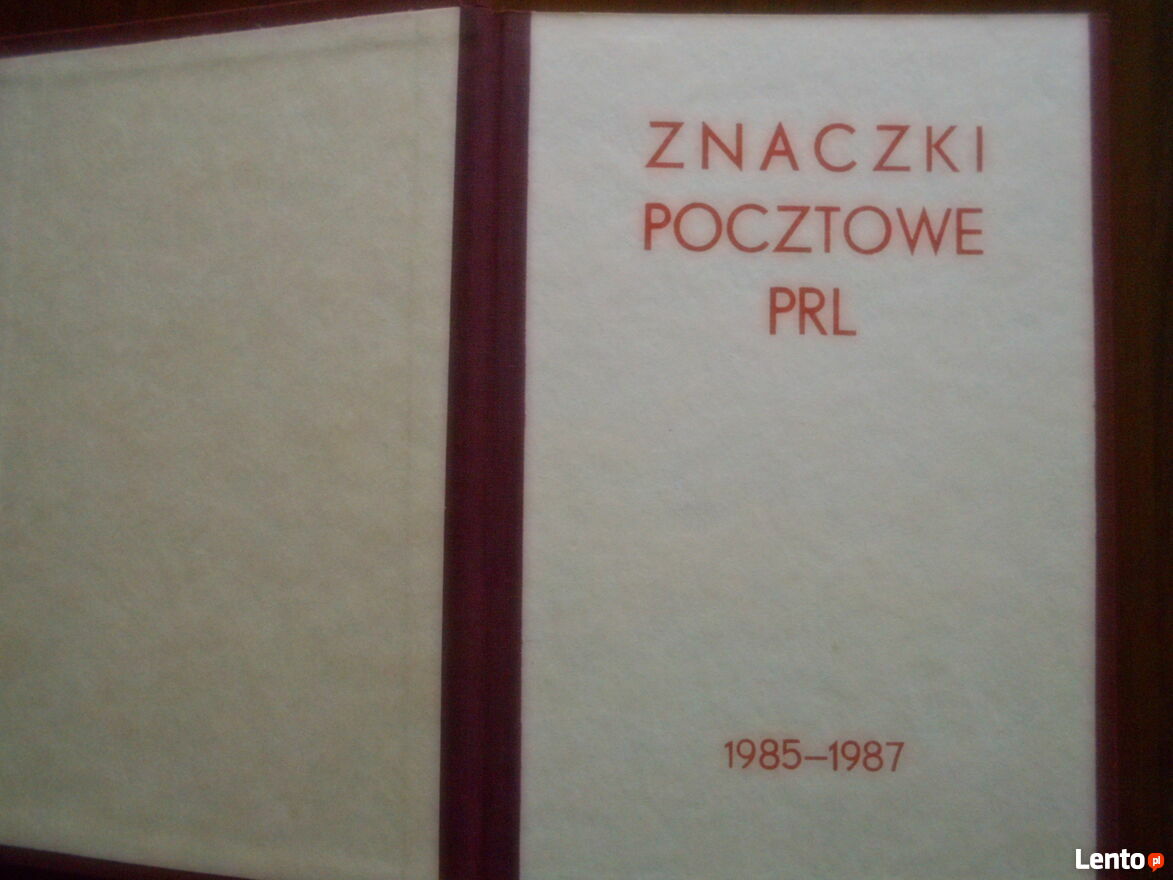 ZNACZKI
POCZTOWE
PRL
1985–1987
Lento pl